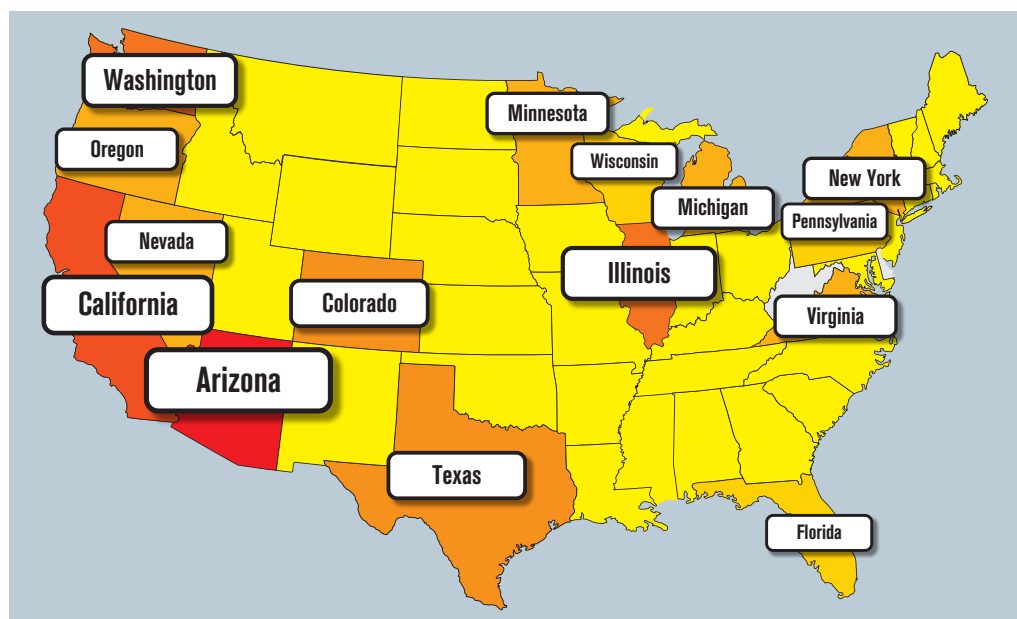 Washington
Minnesota
Oregon
Wisconsin
New York
Michigan
Pennsylvania
Nevada
Illinois
California
Colorado
Virginia
Arizona
Texas
Florida